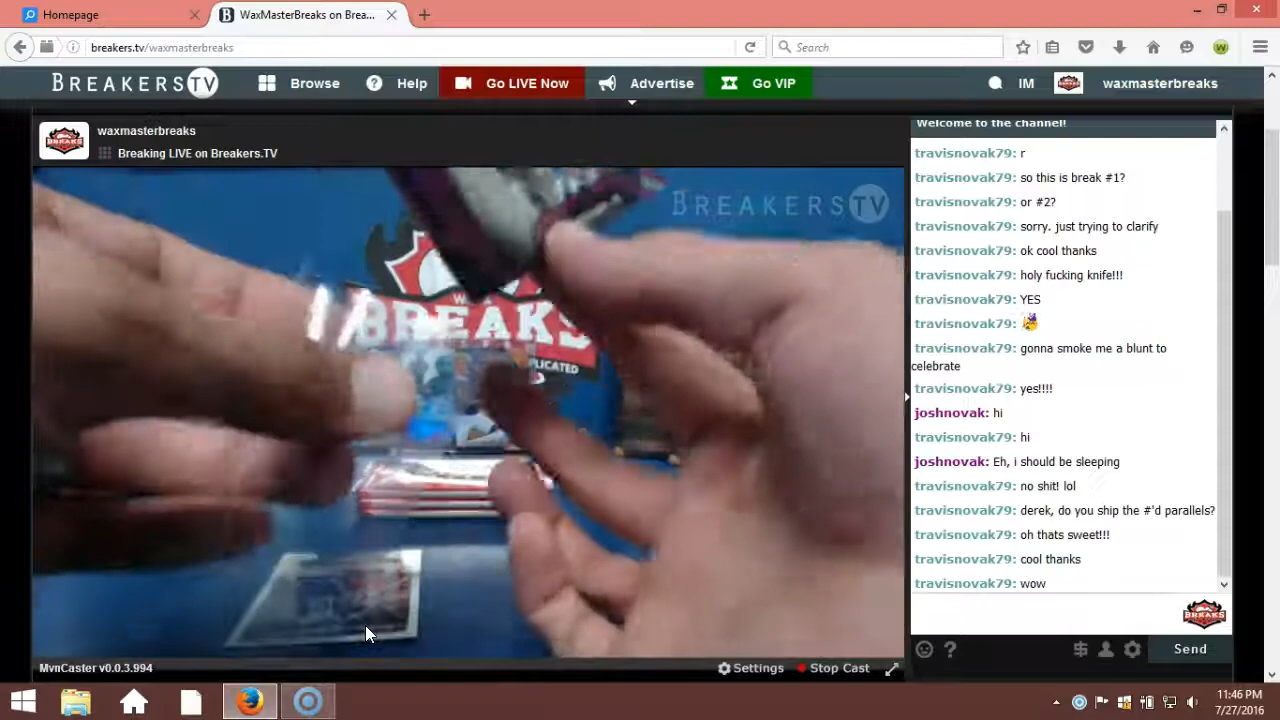 Homepage
WaxMasterBreaks on Brea...
breakers.tv/waxmasterbreaks
Search
BREAKERSTV
Browse
Help
Go LIVE Now
Advertise
Go VIP
IM
waxmasterbreaks
waxmasterbreaks
Breaking LIVE on Breakers.TV
BREAKERSTV
BREAKS
Welcome to the channel!
travisnovak79: r
travisnovak79: so this is break #1?
travisnovak79: or #2?
travisnovak79: sorry. just trying to clarify
travisnovak79: ok cool thanks
travisnovak79: holy fucking knife!!!
travisnovak79: YES
travisnovak79:
travisnovak79: gonna smoke me a blunt to
celebrate
travisnovak79: yes!!!!
joshnovak: hi
travisnovak79: hi
joshnovak: Eh, i should be sleeping
travisnovak79: no shit! lol
travisnovak79: derek, do you ship the #'d parallels?
travisnovak79: oh thats sweet!!!
travisnovak79: cool thanks
travisnovak79: wow
MvnCaster v0.0.3.994
Settings
Stop Cast
Send
11:46 PM
7/27/2016